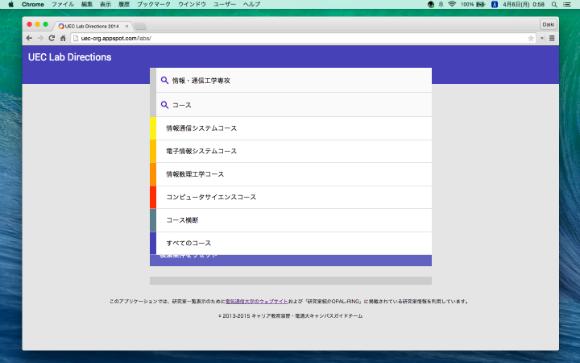 Chrome ファイル 編集 表示 履歴 ブックマーク ウインドウ ユーザー ヘルプ 100% 4月6日(月) 0:58
UEC Lab Directions 2014
Daiki
uec-org.appspot.com/labs/
UEC Lab Directions
情報・通信工学専攻
コース
情報通信システムコース
電子情報システムコース
情報数理工学コース
コンピュータサイエンスコース
コース横断
すべてのコース
このアプリケーションでは、研究室一覧表示のために電気通信大学のウェブサイトおよび「研究室紹介OPAL-RING」に掲載されている研究室情報を利用しています。
© 2013-2015 キャリア教育演習・電通大キャンパスガイドチーム